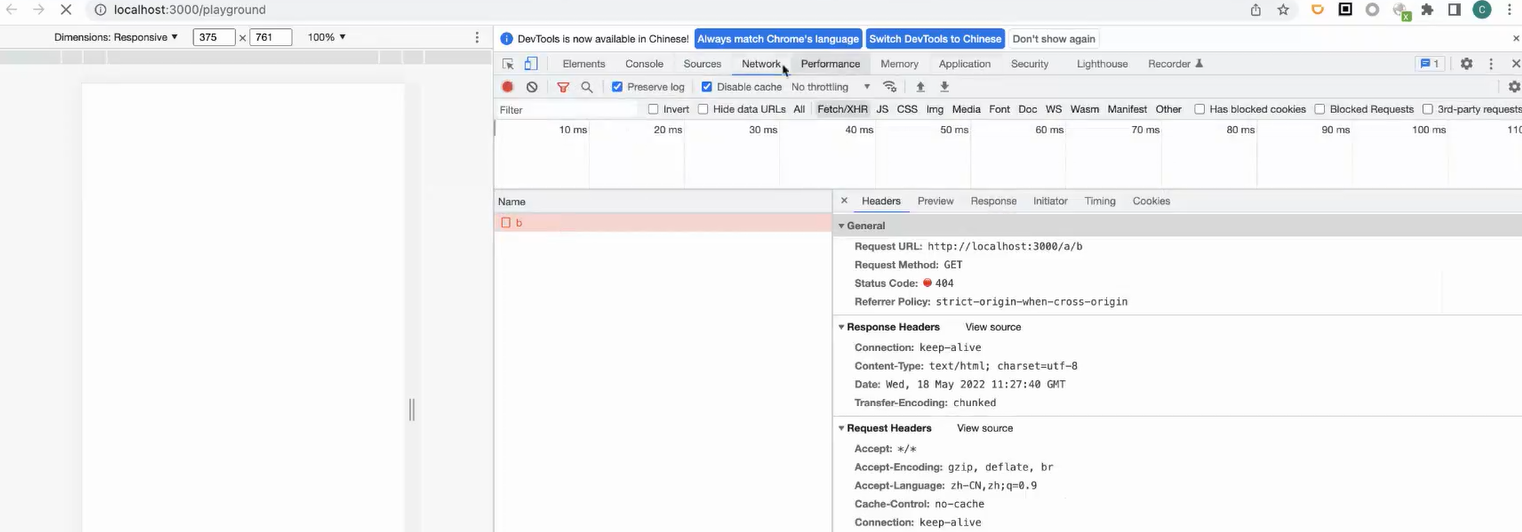 localhost:3000/playground
C
X
Dimensions: Responsive ▼ 375 × 761 100% ▼
DevTools is now available in Chinese! Always match Chrome's language Switch DevTools to Chinese Don't show again
Elements Console Sources Network Performance Memory Application Security Lighthouse Recorder 1
Preserve log Disable cache No throttling
Filter Invert Hide data URLs All Fetch/XHR JS CSS Img Media Font Doc WS Wasm Manifest Other Has blocked cookies Blocked Requests 3rd-party requests
10 ms 20 ms 30 ms 40 ms 50 ms 60 ms 70 ms 80 ms 90 ms 100 ms
Name
b
Headers Preview Response Initiator Timing Cookies
General
Request URL: http://localhost:3000/a/b
Request Method: GET
Status Code: 404
Referrer Policy: strict-origin-when-cross-origin
Response Headers View source
Connection: keep-alive
Content-Type: text/html; charset=utf-8
Date: Wed, 18 May 2022 11:27:40 GMT
Transfer-Encoding: chunked
Request Headers View source
Accept: */*
Accept-Encoding: gzip, deflate, br
Accept-Language: zh-CN,zh;q=0.9
Cache-Control: no-cache
Connection: keep-alive